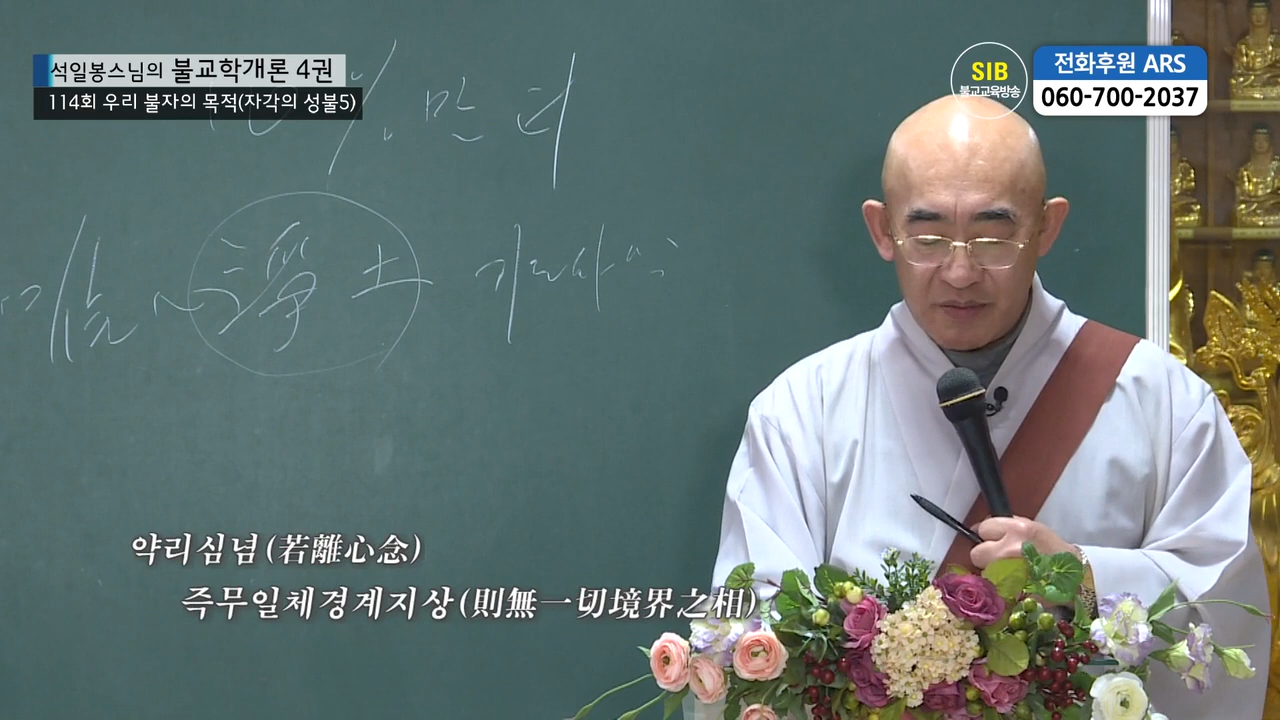 석일봉스님의 불교학개론 4권
114회 우리 불자의 목적(자각의 성불5)
SIB
불교교육방송
전화후원 ARS
060-700-2037
淨土 기도사
약리심념(若離心念)
즉무일체경계지상(則無一切境界之相)